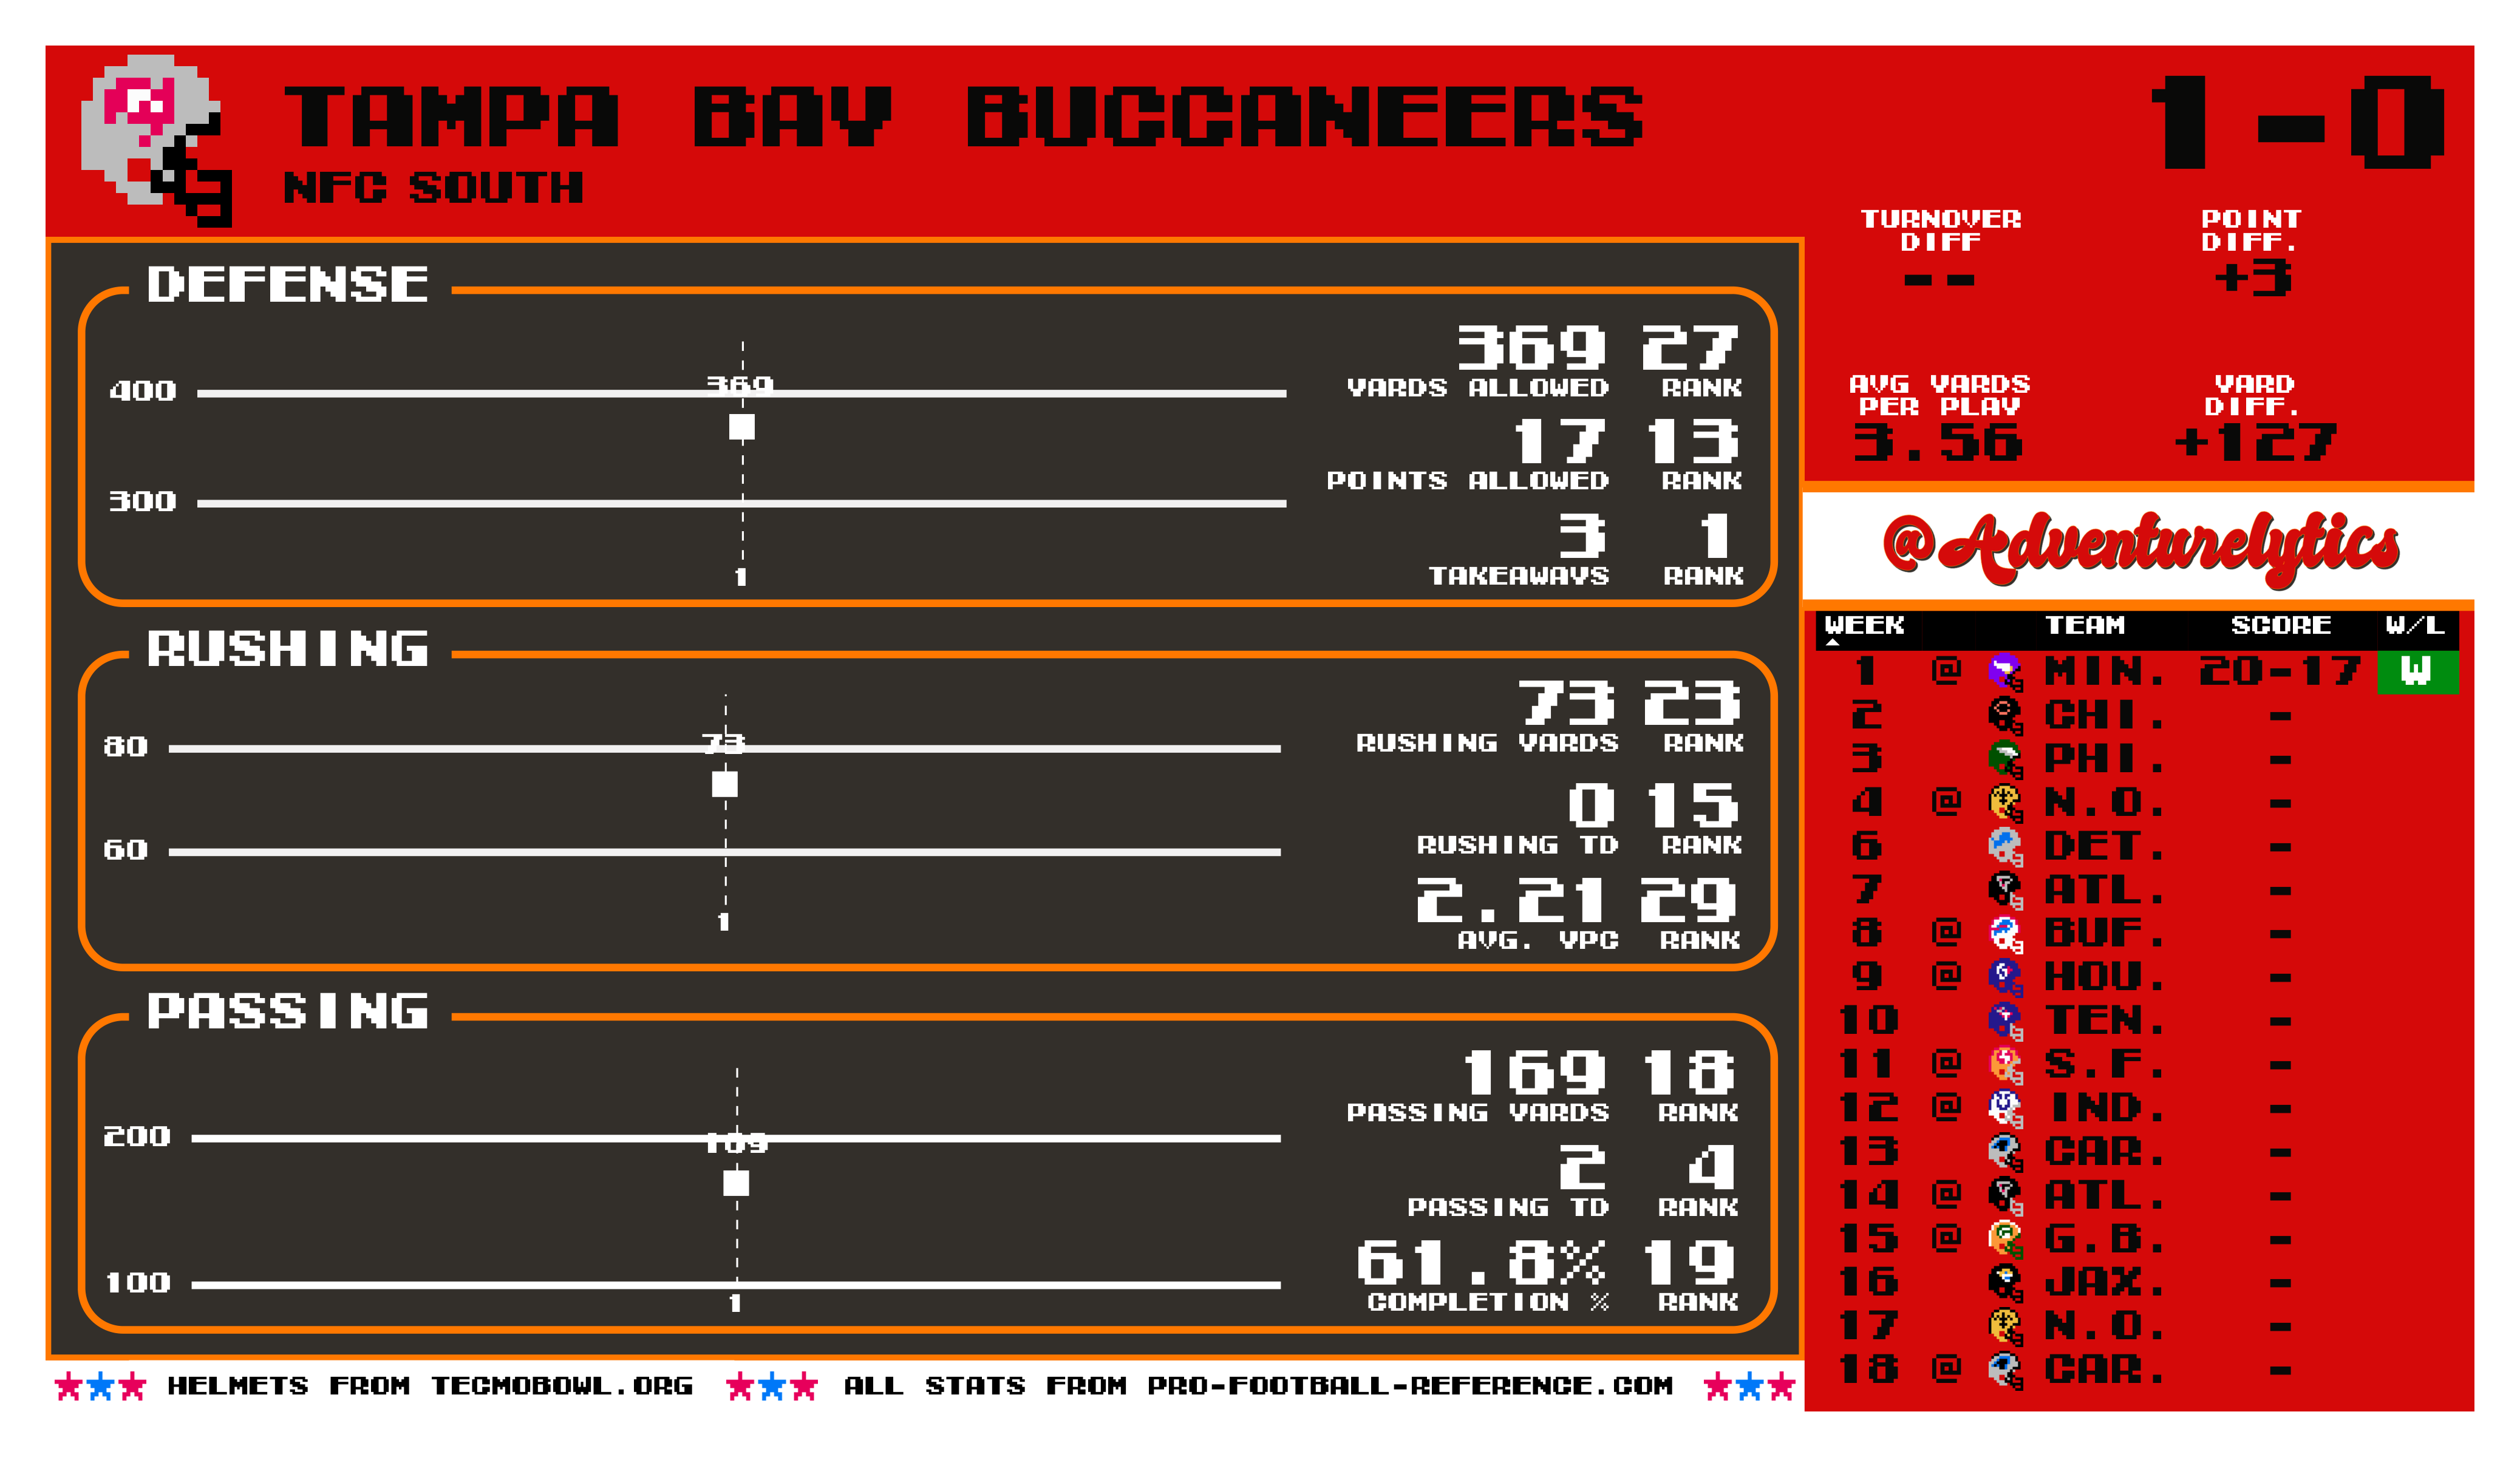 TAMPA BAY BUCCANEERS
NFC SOUTH
1-0
TURNOVER DIFF
--
POINT DIFF.
+3
AVG YARDS PER PLAY
3.56
YARD DIFF.
+127
@Adventurelytics
DEFENSE
400
300
369
1
369 27
YARDS ALLOWED RANK
17 13
POINTS ALLOWED RANK
3 1
TAKEAWAYS RANK
RUSHING
80
60
73
1
73 23
RUSHING YARDS RANK
0 15
RUSHING TD RANK
2.21 29
AVG. YPC RANK
PASSING
200
100
169
1
169 18
PASSING YARDS RANK
2 4
PASSING TD RANK
61.8% 19
COMPLETION % RANK
WEEK TEAM SCORE W/L
1 @ MIN. 20-17 W
2 CHI. -
3 PHI. -
4 @ N.O. -
6 DET. -
7 ATL. -
8 @ BUF. -
9 @ HOU. -
10 TEN. -
11 @ S.F. -
12 @ IND. -
13 CAR. -
14 @ ATL. -
15 @ G.B. -
16 JAX. -
17 N.O. -
18 @ CAR. -
HELMETS FROM TECMOBOWL.ORG
ALL STATS FROM PRO-FOOTBALL-REFERENCE.COM